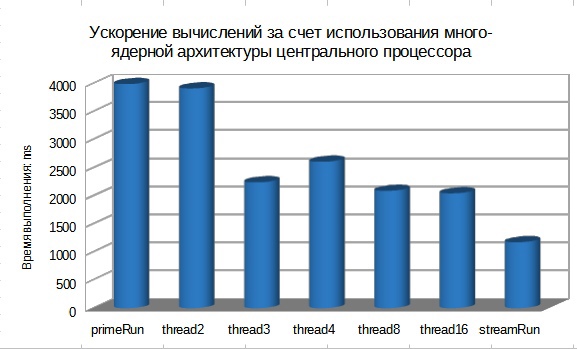 Ускорение вычислений за счет использования много-
ядерной архитектуры центрального процессора
Время выполнения: ms
4000
3500
3000
2500
2000
1500
1000
500
0
primeRun thread2 thread3 thread4 thread8 thread16 streamRun